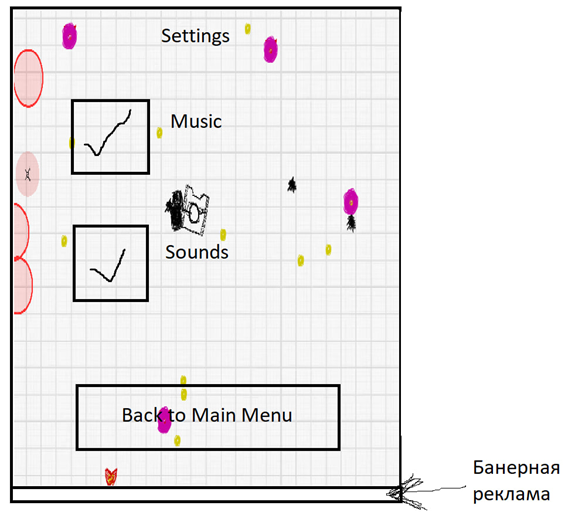 Settings
Music
Sounds
Back to Main Menu
Банерная
реклама